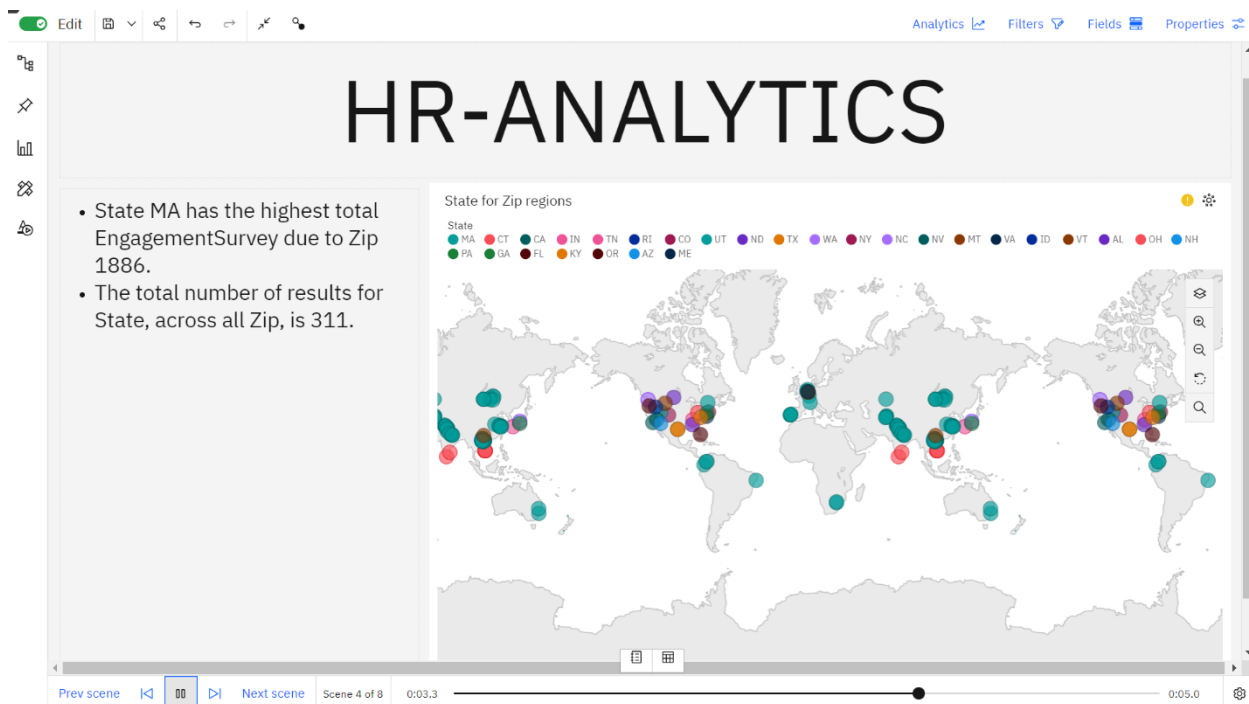 Edit
Analytics
Filters
Fields
Properties
HR-ANALYTICS
• State MA has the highest total
EngagementSurvey due to Zip
1886.
• The total number of results for
State, across all Zip, is 311.
State for Zip regions
State
MA CT CA IN TN RI CO UT ND TX WA NY NC NV MT VA ID VT AL OH NH
PA GA FL KY OR AZ ME
Prev scene
Next scene
Scene 4 of 8
0:03.3
0:05.0